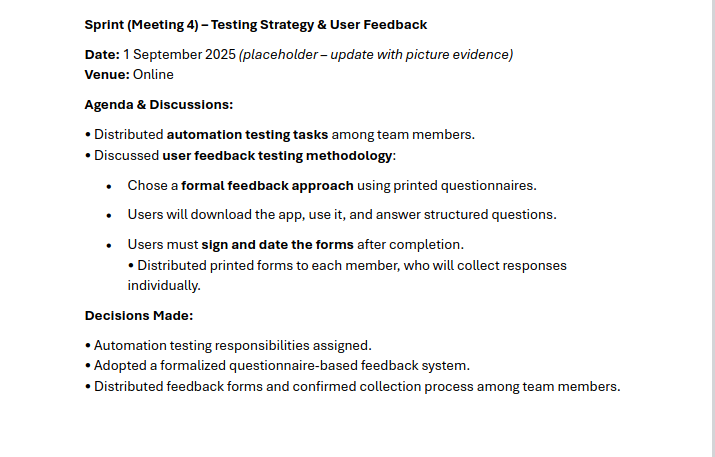 Sprint (Meeting 4) – Testing Strategy & User Feedback
Date: 1 September 2025 (placeholder – update with picture evidence)
Venue: Online
Agenda & Discussions:
• Distributed automation testing tasks among team members.
• Discussed user feedback testing methodology:
• Chose a formal feedback approach using printed questionnaires.
• Users will download the app, use it, and answer structured questions.
• Users must sign and date the forms after completion.
• Distributed printed forms to each member, who will collect responses
individually.
Decisions Made:
• Automation testing responsibilities assigned.
• Adopted a formalized questionnaire-based feedback system.
• Distributed feedback forms and confirmed collection process among team members.